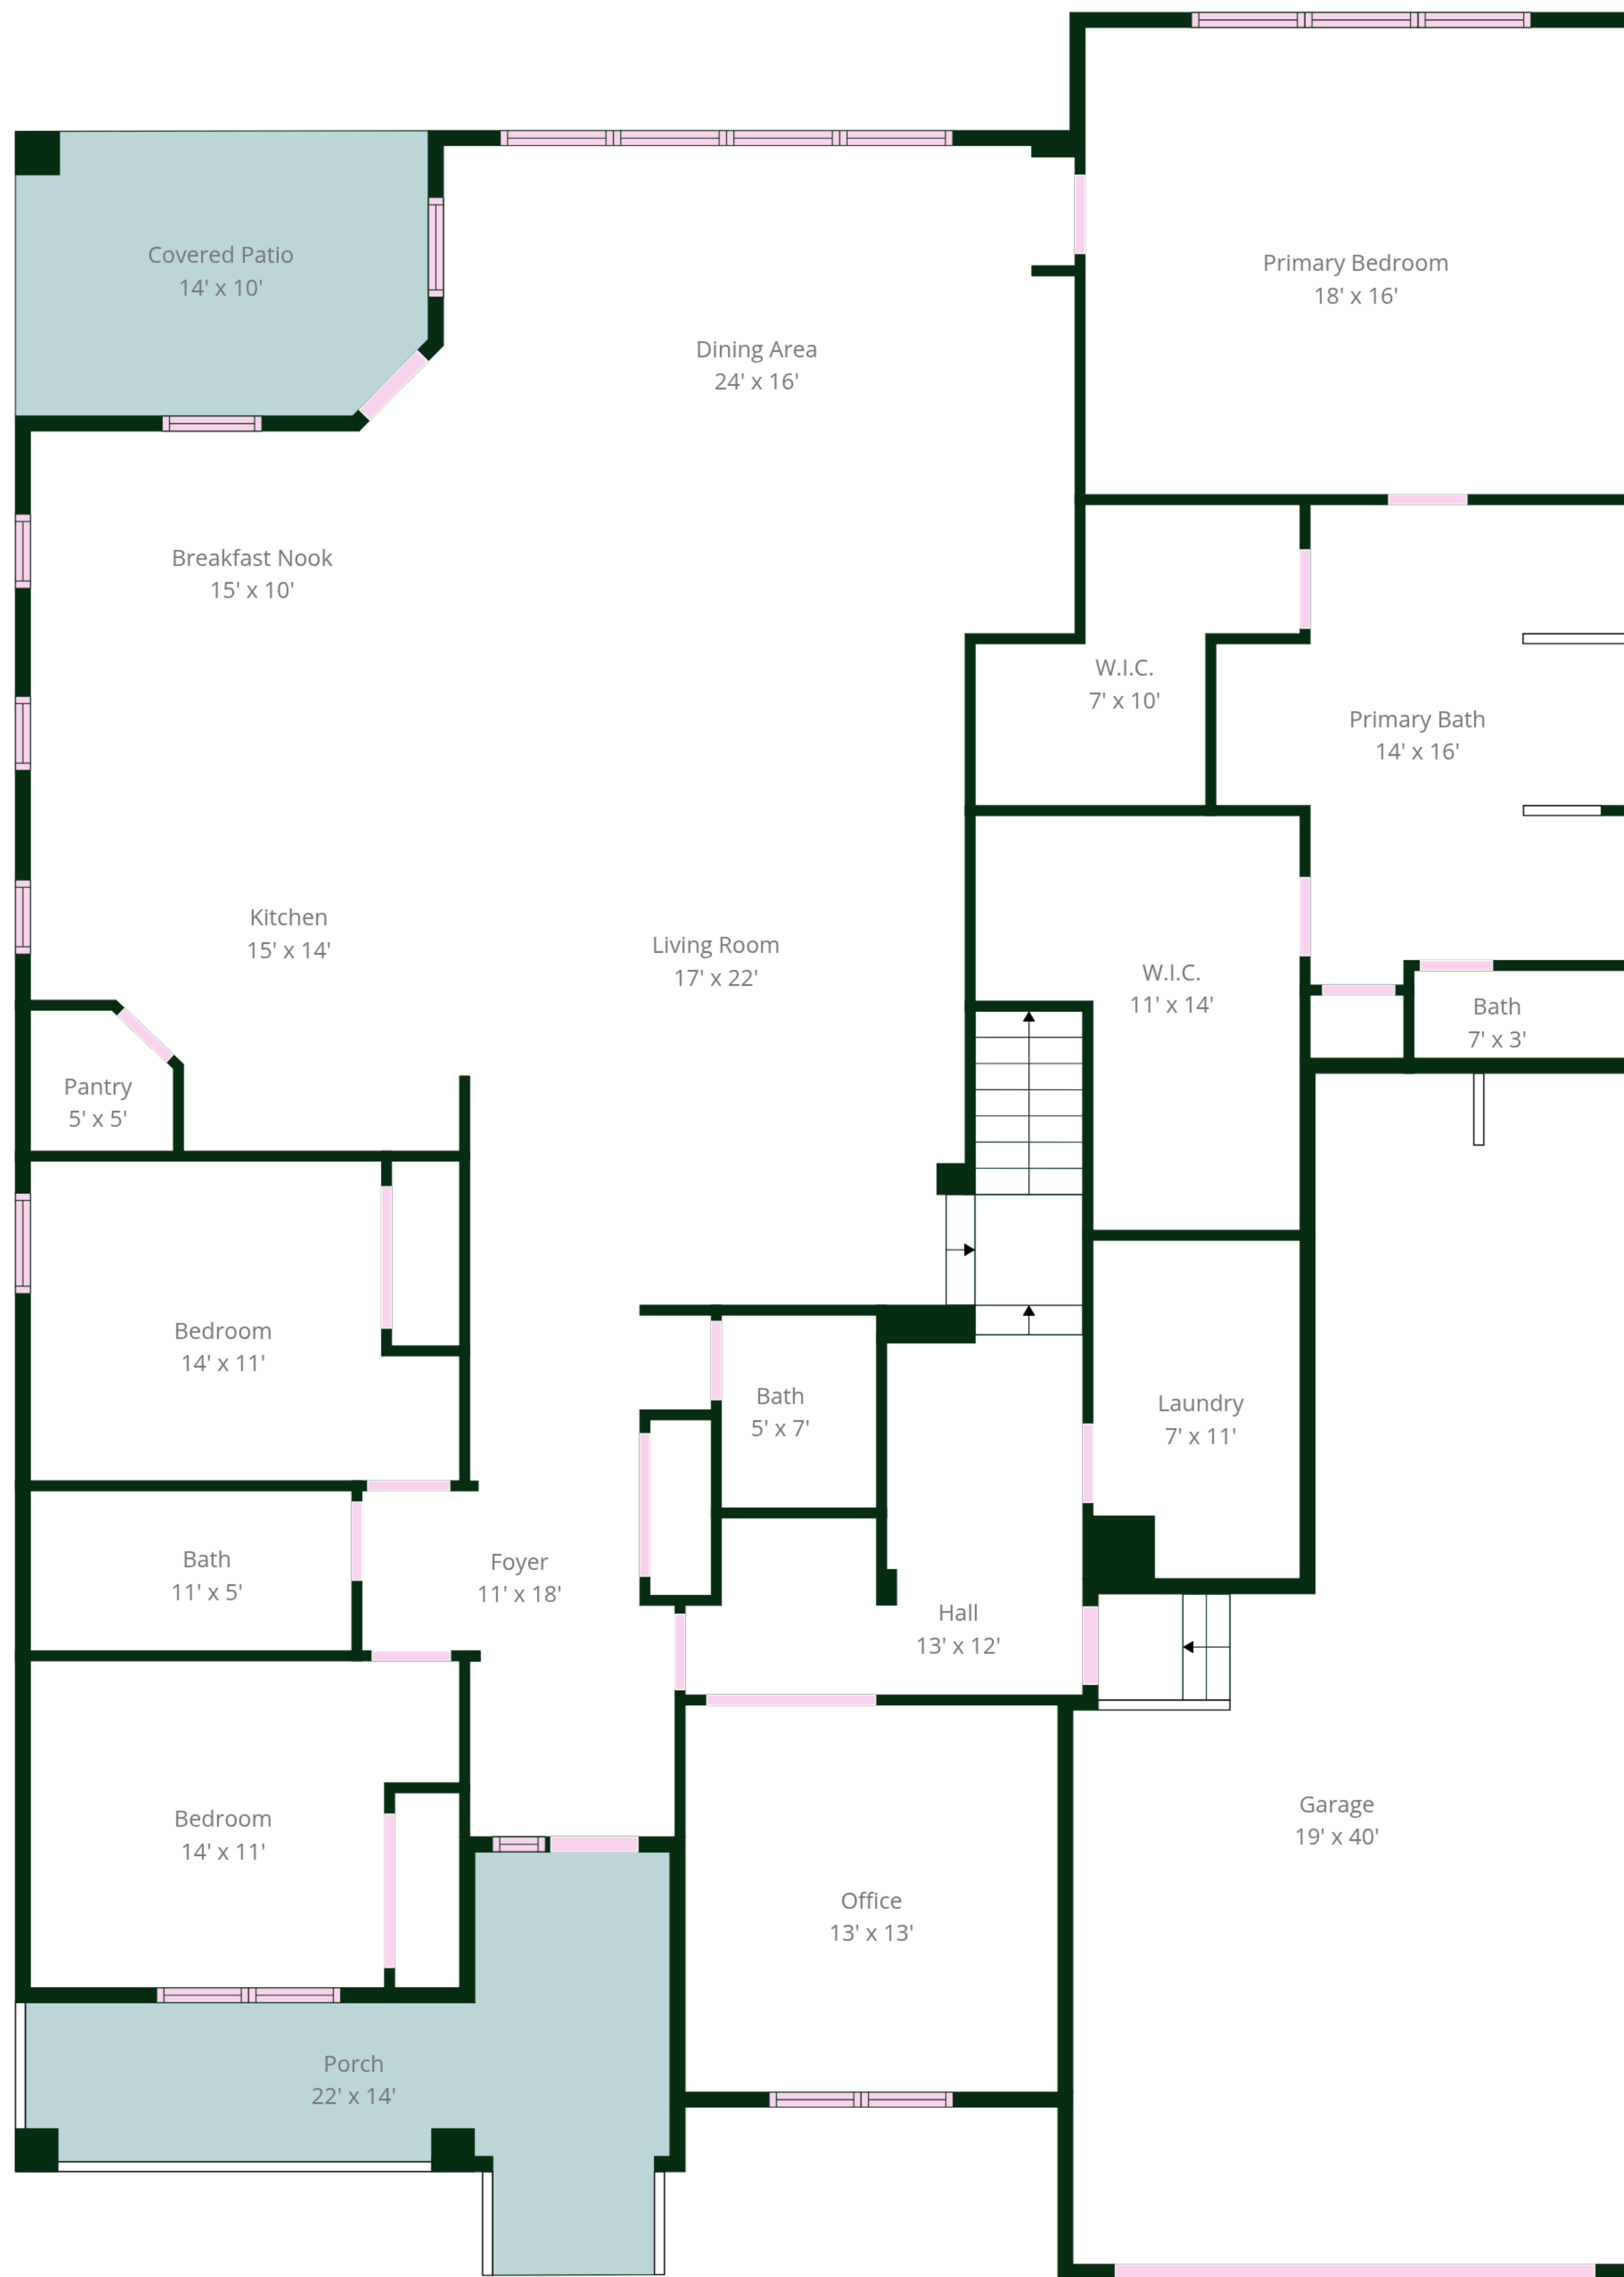 Covered Patio
14' x 10'
Primary Bedroom
18' x 16'
Dining Area
24' x 16'
Breakfast Nook
15' x 10'
W.I.C.
7' x 10'
Primary Bath
14' x 16'
Kitchen
15' x 14'
Living Room
17' x 22'
W.I.C.
11' x 14'
Bath
7' x 3'
Pantry
5' x 5'
Bedroom
14' x 11'
Bath
5' x 7'
Laundry
7' x 11'
Bath
11' x 5'
Foyer
11' x 18'
Hall
13' x 12'
Bedroom
14' x 11'
Garage
19' x 40'
Office
13' x 13'
Porch
22' x 14'